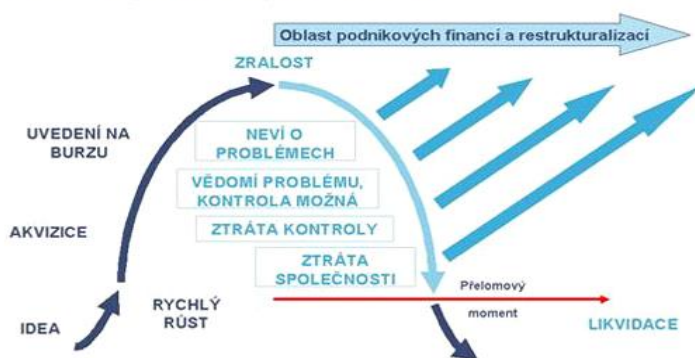 Oblast podnikových financí a restrukturalizací
ZRALOST
UVEDENÍ NA
BURZU
NEVÍ O
PROBLÉMECH
VĚDOMÍ PROBLÉMU,
KONTROLA MOŽNÁ
AKVIZICE
ZTRÁTA KONTROLY
ZTRÁTA
SPOLEČNOSTI
IDEA
RYCHLÝ
RŮST
Přelomový
moment
LIKVIDACE